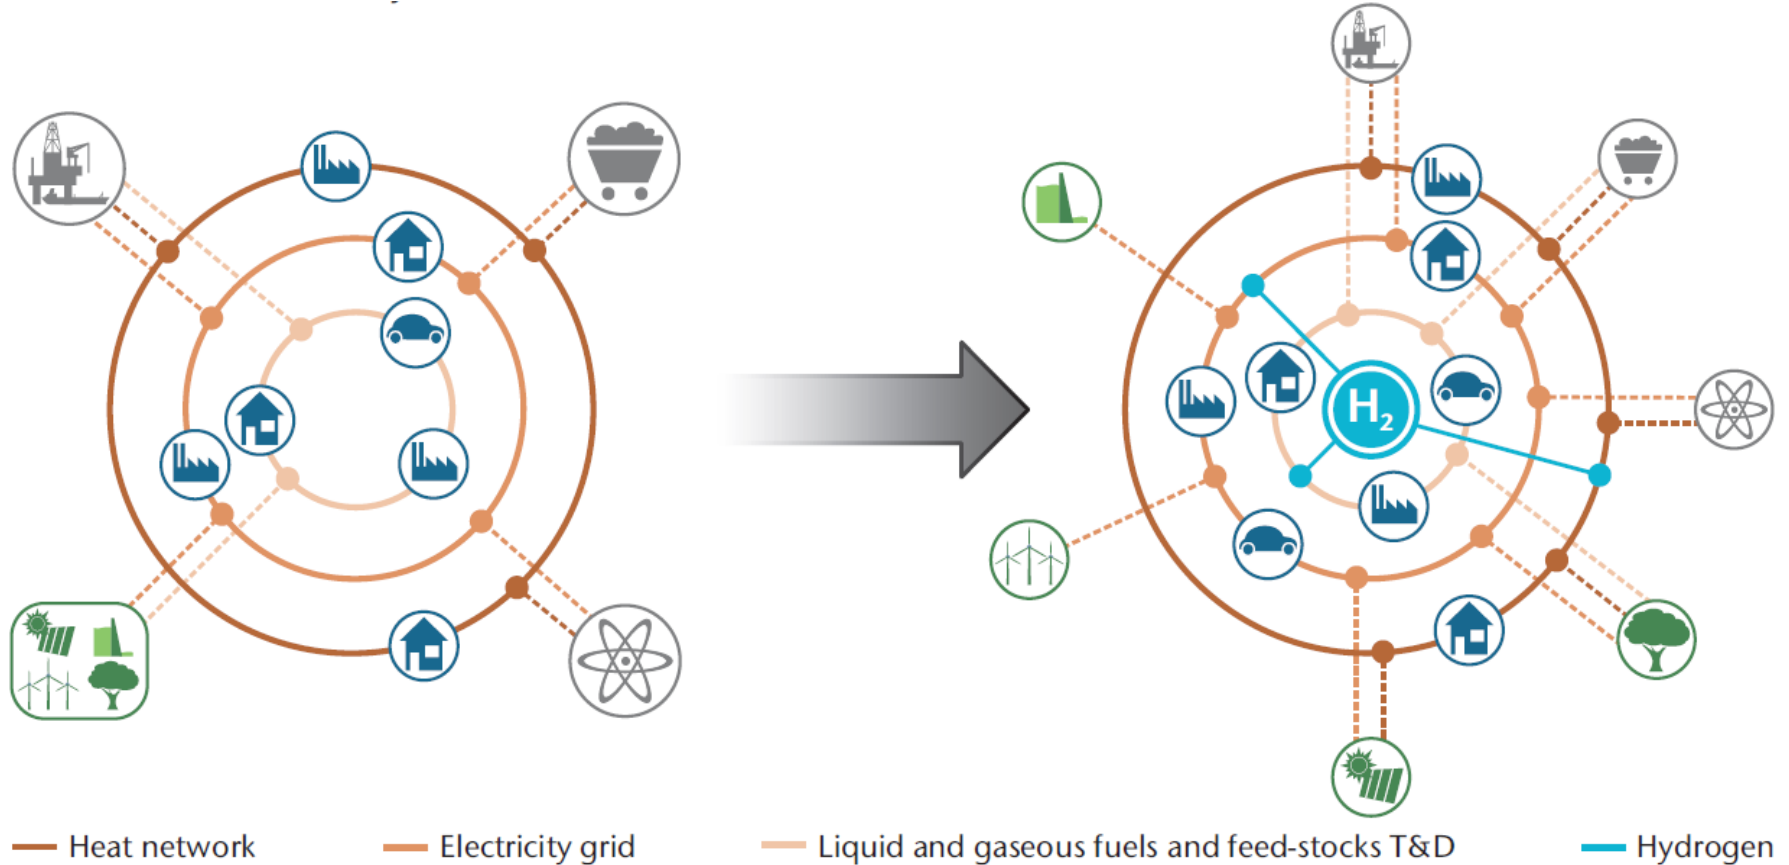 H₂
Heat network
Electricity grid
Liquid and gaseous fuels and feed-stocks T&D
Hydrogen